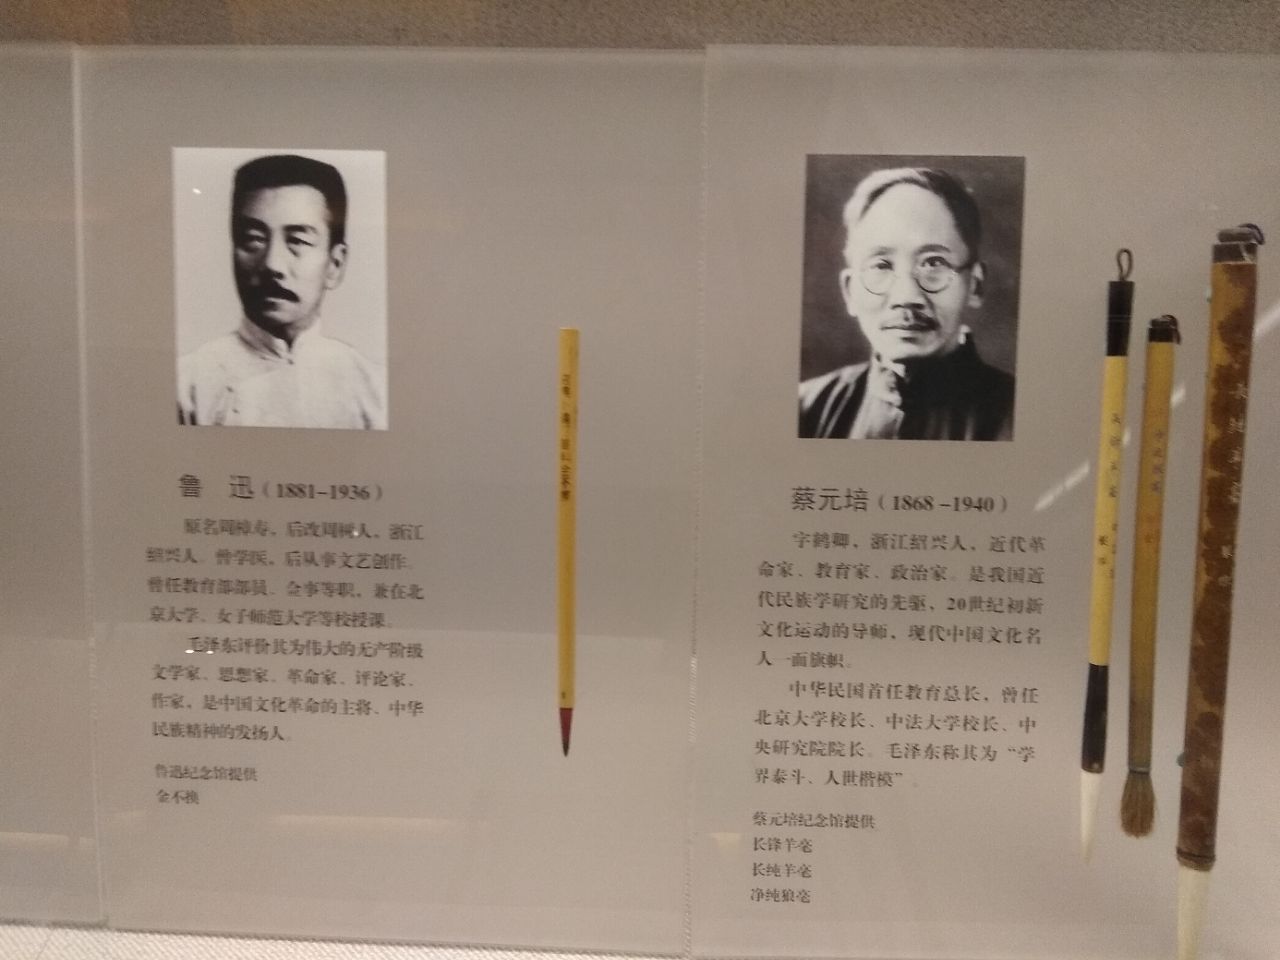 鲁 迅（1881-1936）
原名周樟寿，后改周树人，浙江
绍兴人。曾学医，后从事文艺创作。
曾任教育部部员、佥事等职，兼在北
京大学、女子师范大学等校授课。
毛泽东评价其为伟大的无产阶级
文学家、思想家、革命家、评论家、
作家，是中国文化革命的主将、中华
民族精神的发扬人。
鲁迅纪念馆提供
金不换
蔡元培（1868-1940）
字鹤卿，浙江绍兴人，近代革
命家、教育家、政治家。是我国近
代民族学研究的先驱，20世纪初新
文化运动的导师，现代中国文化名
人一面旗帜。
中华民国首任教育总长，曾任
北京大学校长、中法大学校长、中
央研究院院长。毛泽东称其为“学
界泰斗、人世楷模”。
蔡元培纪念馆提供
长锋羊毫
长纯羊毫
净纯狼毫